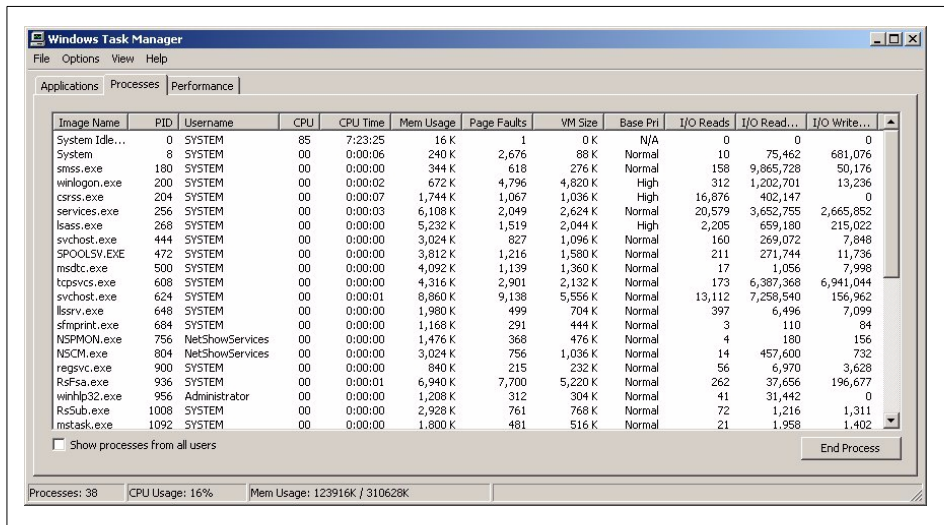 Windows Task Manager
File Options View Help
Applications Processes Performance
Image Name PID Username CPU CPU Time Mem Usage Page Faults VM Size Base Pri I/O Reads I/O Read... I/O Write...
System Idle... 0 SYSTEM 85 7:23:25 16 K 1 0 K N/A 0 0 0
System 8 SYSTEM 00 0:00:06 240 K 2,676 88 K Normal 10 75,462 681,076
smss.exe 180 SYSTEM 00 0:00:00 344 K 618 276 K Normal 158 9,865,728 50,176
winlogon.exe 200 SYSTEM 00 0:00:02 672 K 4,796 4,820 K High 312 1,202,701 13,236
csrss.exe 204 SYSTEM 00 0:00:07 1,744 K 1,067 1,036 K High 16,876 402,147 0
services.exe 256 SYSTEM 00 0:00:03 6,108 K 2,049 2,624 K Normal 20,579 3,652,755 2,665,852
lsass.exe 268 SYSTEM 00 0:00:00 5,232 K 1,519 2,044 K High 2,205 659,180 215,022
svchost.exe 444 SYSTEM 00 0:00:00 3,024 K 827 1,096 K Normal 160 269,072 7,848
SPOOLSV.EXE 472 SYSTEM 00 0:00:00 3,812 K 1,216 1,580 K Normal 211 271,744 11,736
msdtc.exe 500 SYSTEM 00 0:00:00 4,092 K 1,139 1,360 K Normal 17 1,056 7,998
tcpsvcs.exe 608 SYSTEM 00 0:00:00 4,316 K 2,901 2,132 K Normal 173 6,387,368 6,941,044
svchost.exe 624 SYSTEM 00 0:00:01 8,860 K 9,138 5,556 K Normal 13,112 7,258,540 156,962
llssrv.exe 648 SYSTEM 00 0:00:00 1,980 K 499 704 K Normal 397 6,496 7,099
sfmprint.exe 684 SYSTEM 00 0:00:00 1,168 K 291 444 K Normal 3 110 84
NSPMON.exe 756 NetShowServices 00 0:00:00 1,476 K 368 476 K Normal 4 180 156
NSCM.exe 804 NetShowServices 00 0:00:00 3,024 K 756 1,036 K Normal 14 457,600 732
regsvc.exe 900 SYSTEM 00 0:00:00 840 K 215 232 K Normal 56 6,970 3,628
RsFsa.exe 936 SYSTEM 00 0:00:01 6,940 K 7,700 5,220 K Normal 262 37,656 196,677
winhlp32.exe 956 Administrator 00 0:00:00 1,208 K 312 304 K Normal 41 31,442 0
RsSub.exe 1008 SYSTEM 00 0:00:00 2,928 K 761 768 K Normal 72 1,216 1,311
mstask.exe 1092 SYSTEM 00 0:00:00 1,800 K 481 516 K Normal 21 1,958 1,402
Show processes from all users
End Process
Processes: 38 CPU Usage: 16% Mem Usage: 123916K / 310628K